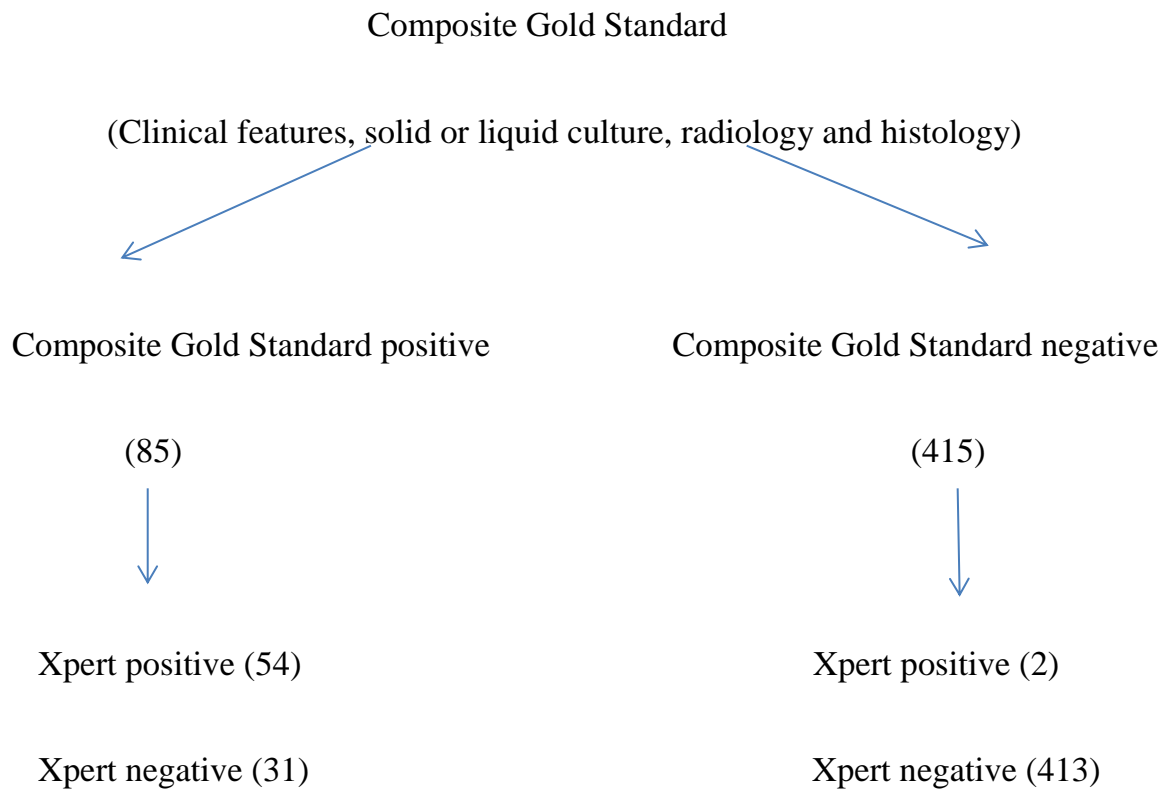 Composite Gold Standard
(Clinical features, solid or liquid culture, radiology and histology)
Composite Gold Standard positive
Composite Gold Standard negative
(85)
(415)
Xpert positive (54)
Xpert positive (2)
Xpert negative (31)
Xpert negative (413)